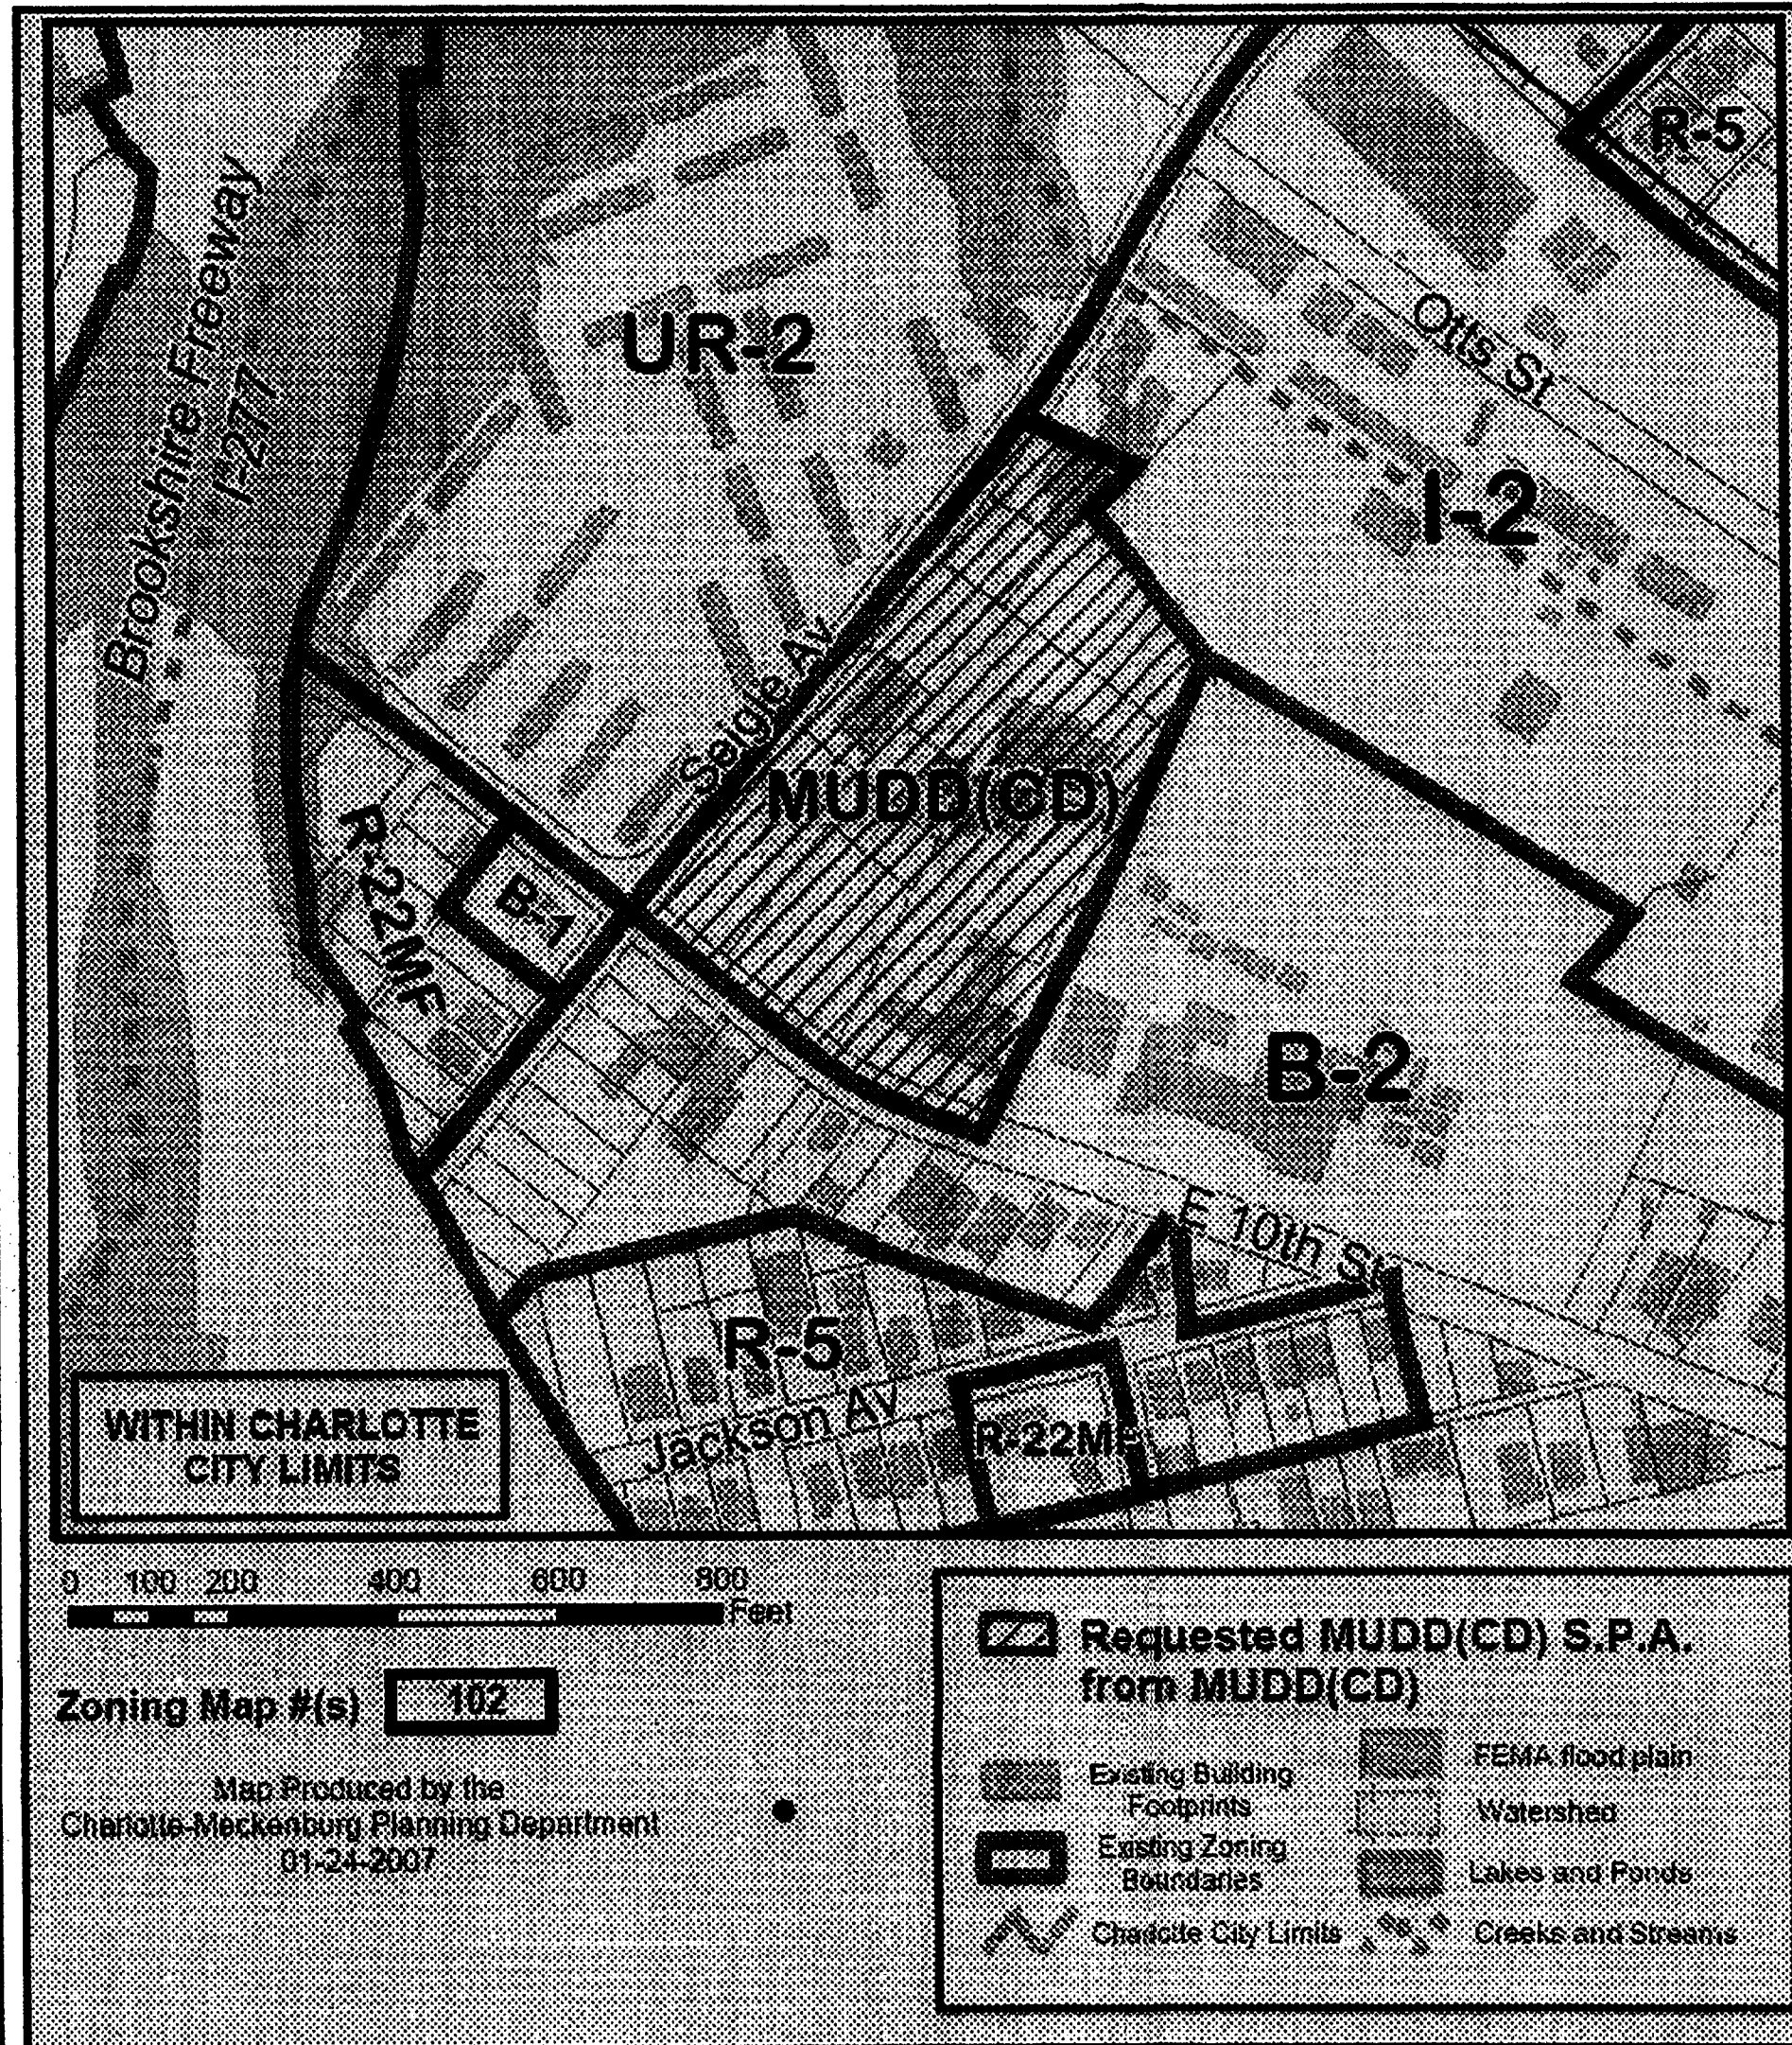 R-5
Brookshire Freeway
I-277
UR-2
Otts St
I-2
Seigle Av
MUDD(CD)
R-22MF
B-1
B-2
E 10th St
R-5
Jackson Av
R-22MF
WITHIN CHARLOTTE
CITY LIMITS
0 100 200 400 600 800
Feet
Zoning Map #(s) 102
Map Produced by the
Charlotte-Meckenburg Planning Department
01-24-2007
Requested MUDD(CD) S.P.A.
from MUDD(CD)
Existing Building
Footprints
Existing Zoning
Boundaries
Charlotte City Limits
FEMA flood plain
Watershed
Lakes and Ponds
Creeks and Streams